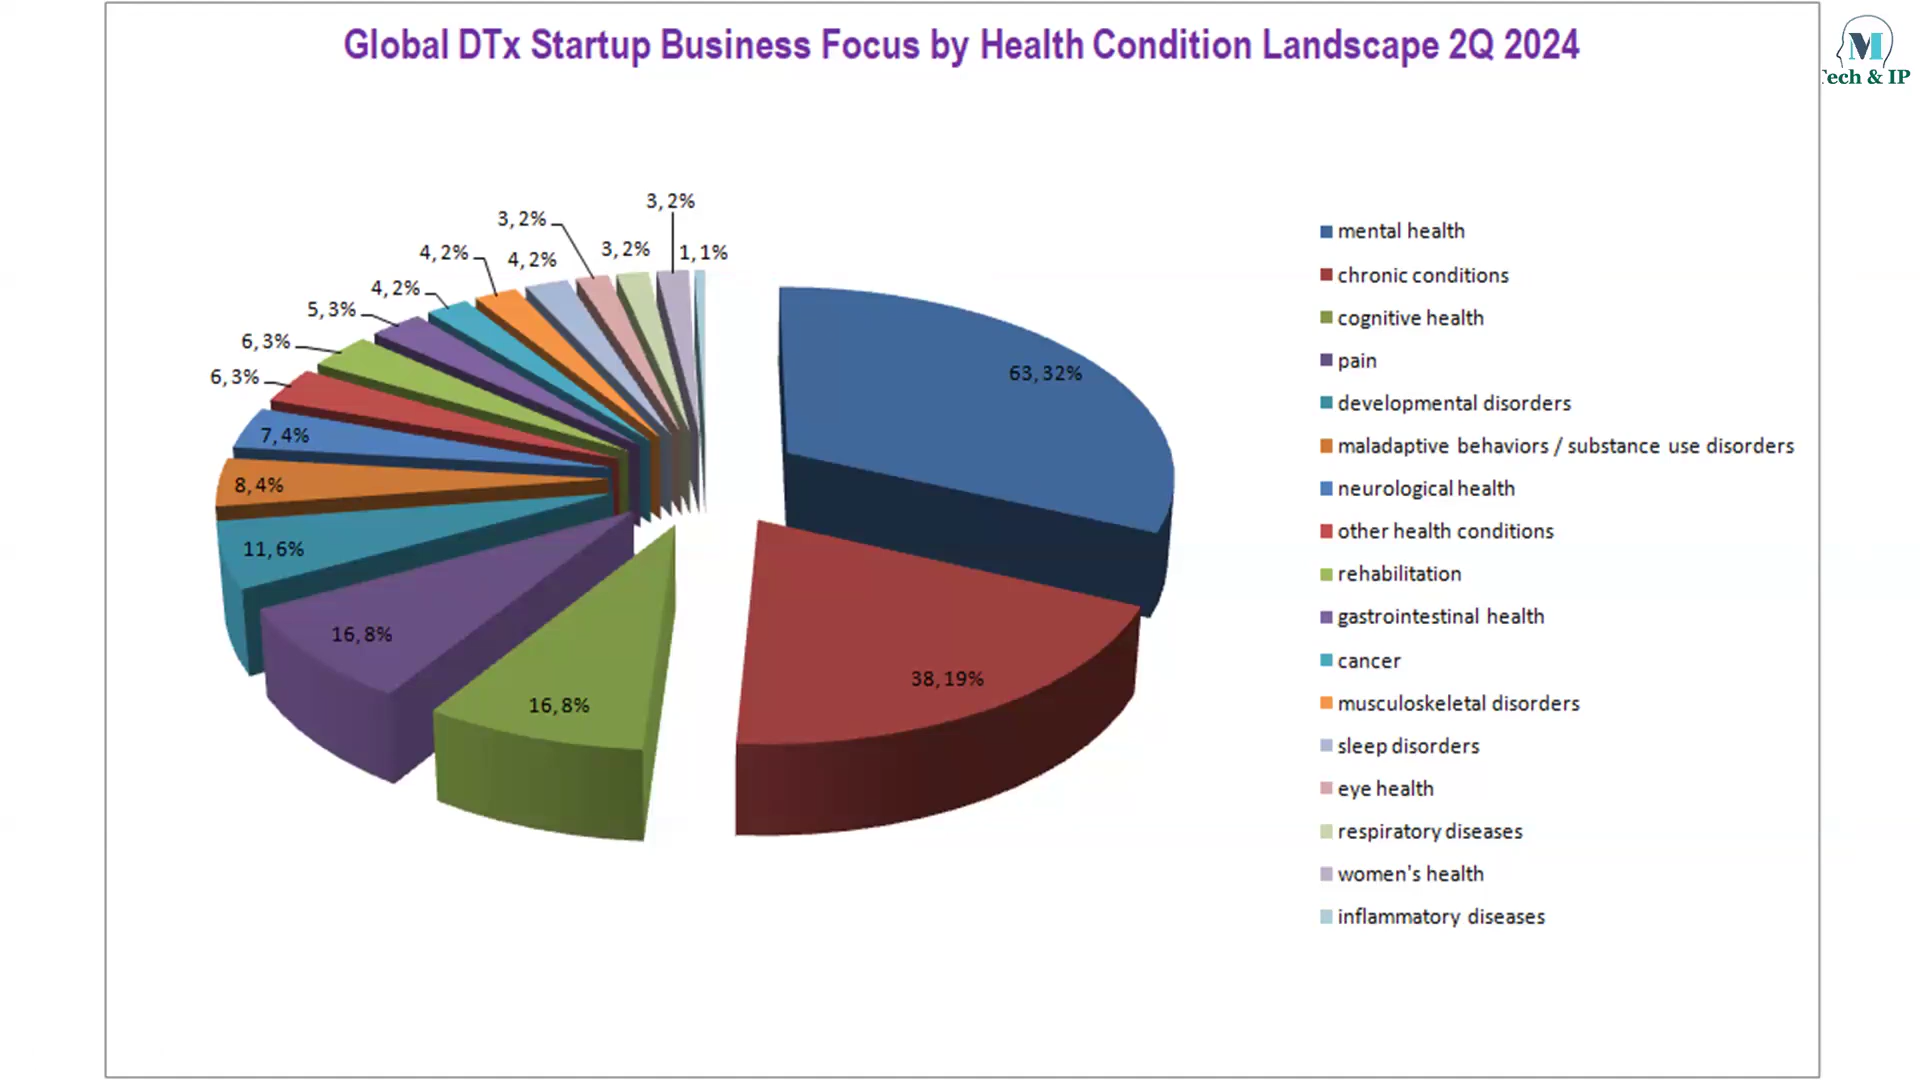 Global DTx Startup Business Focus by Health Condition Landscape 2Q 2024
M
Tech & IP
3, 2%
3, 2%
3, 2%
1, 1%
4, 2%
4, 2%
4, 2%
5, 3%
6, 3%
6, 3%
7, 4%
8, 4%
11, 6%
16, 8%
16, 8%
38, 19%
63, 32%
mental health
chronic conditions
cognitive health
pain
developmental disorders
maladaptive behaviors / substance use disorders
neurological health
other health conditions
rehabilitation
gastrointestinal health
cancer
musculoskeletal disorders
sleep disorders
eye health
respiratory diseases
women's health
inflammatory diseases